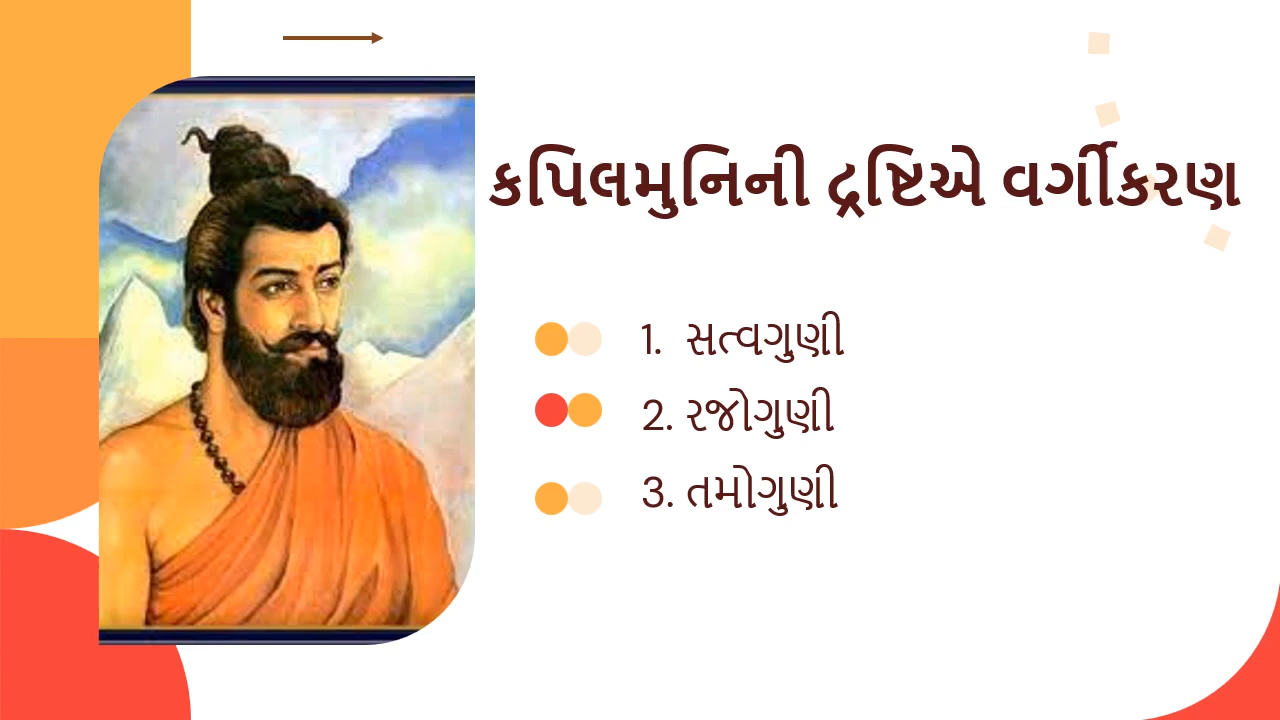 કપિલમુનિની દ્રષ્ટિએ વર્ગીકરણ
1. સત્વગુણી
2. રજોગુણી
3. તમોગુણી